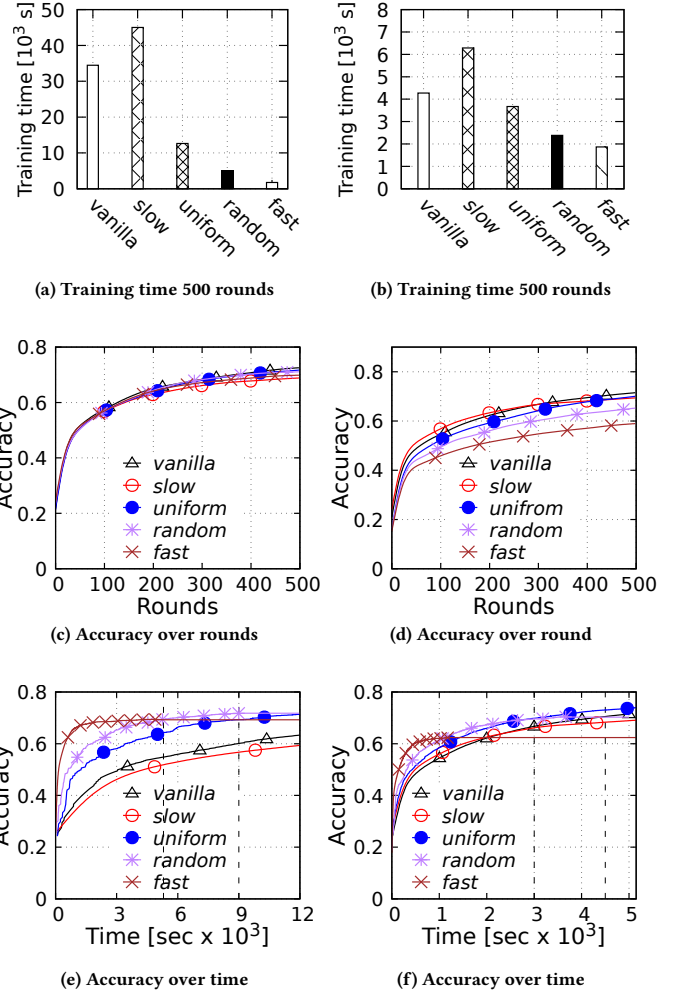 Training time [10³ s]
50
40
30
20
10
0
vanilla
slow
uniform
random
fast
(a) Training time 500 rounds
Training time [10³ s]
8
7
6
5
4
3
2
1
0
vanilla
slow
uniform
random
fast
(b) Training time 500 rounds
Accuracy
0.8
0.6
0.4
0.2
0
vanilla
slow
uniform
random
fast
0 100 200 300 400 500
Rounds
(c) Accuracy over rounds
Accuracy
0.8
0.6
0.4
0.2
0
vanilla
slow
unifrom
random
fast
0 100 200 300 400 500
Rounds
(d) Accuracy over round
Accuracy
0.8
0.6
0.4
0.2
0
vanilla
slow
uniform
random
fast
0 3 6 9 12
Time [sec x 10³]
(e) Accuracy over time
Accuracy
0.8
0.6
0.4
0.2
0
vanilla
slow
uniform
random
fast
0 1 2 3 4 5
Time [sec x 10³]
(f) Accuracy over time